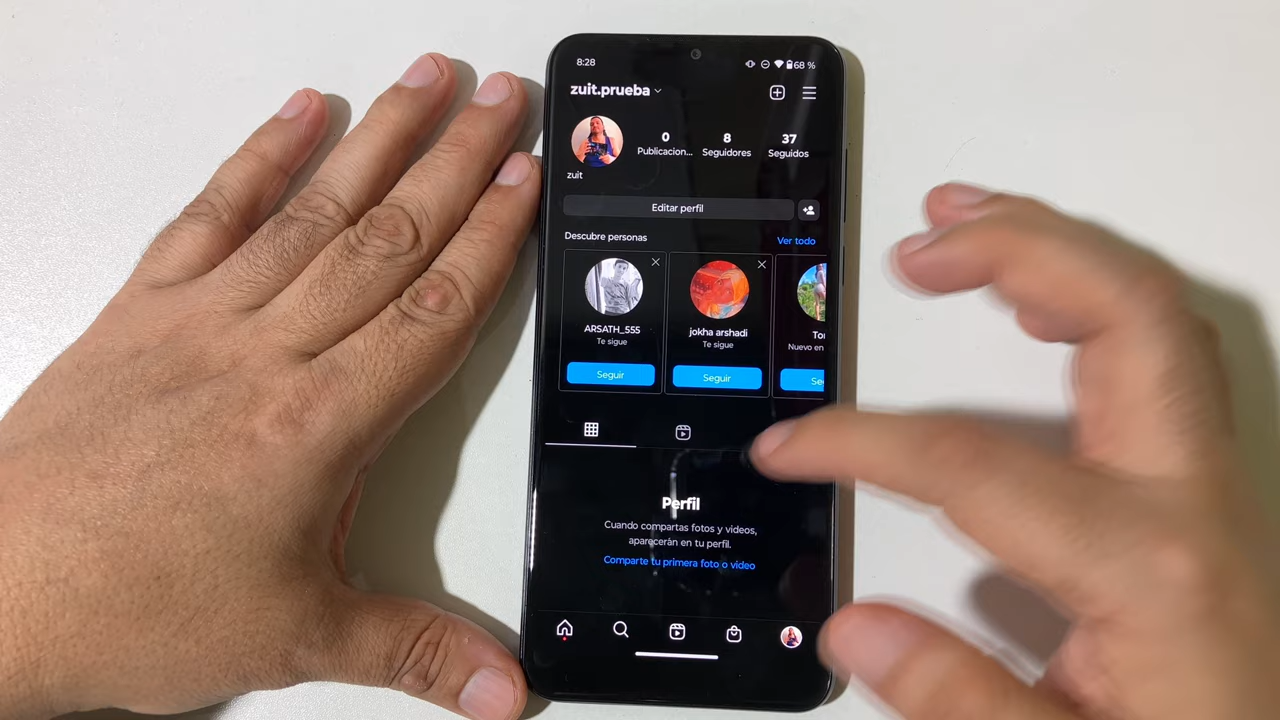 8:28
68 %
zuit.prueba
0
8
37
Publicacion...
Seguidores
Seguidos
zuit
Editar perfil
Descubre personas
Ver todo
ARSATH_555
Te sigue
Seguir
jokha arshadi
Te sigue
Seguir
Tor
Nuevo en
Se
Perfil
Cuando compartas fotos y videos,
aparecerán en tu perfil.
Comparte tu primera foto o video